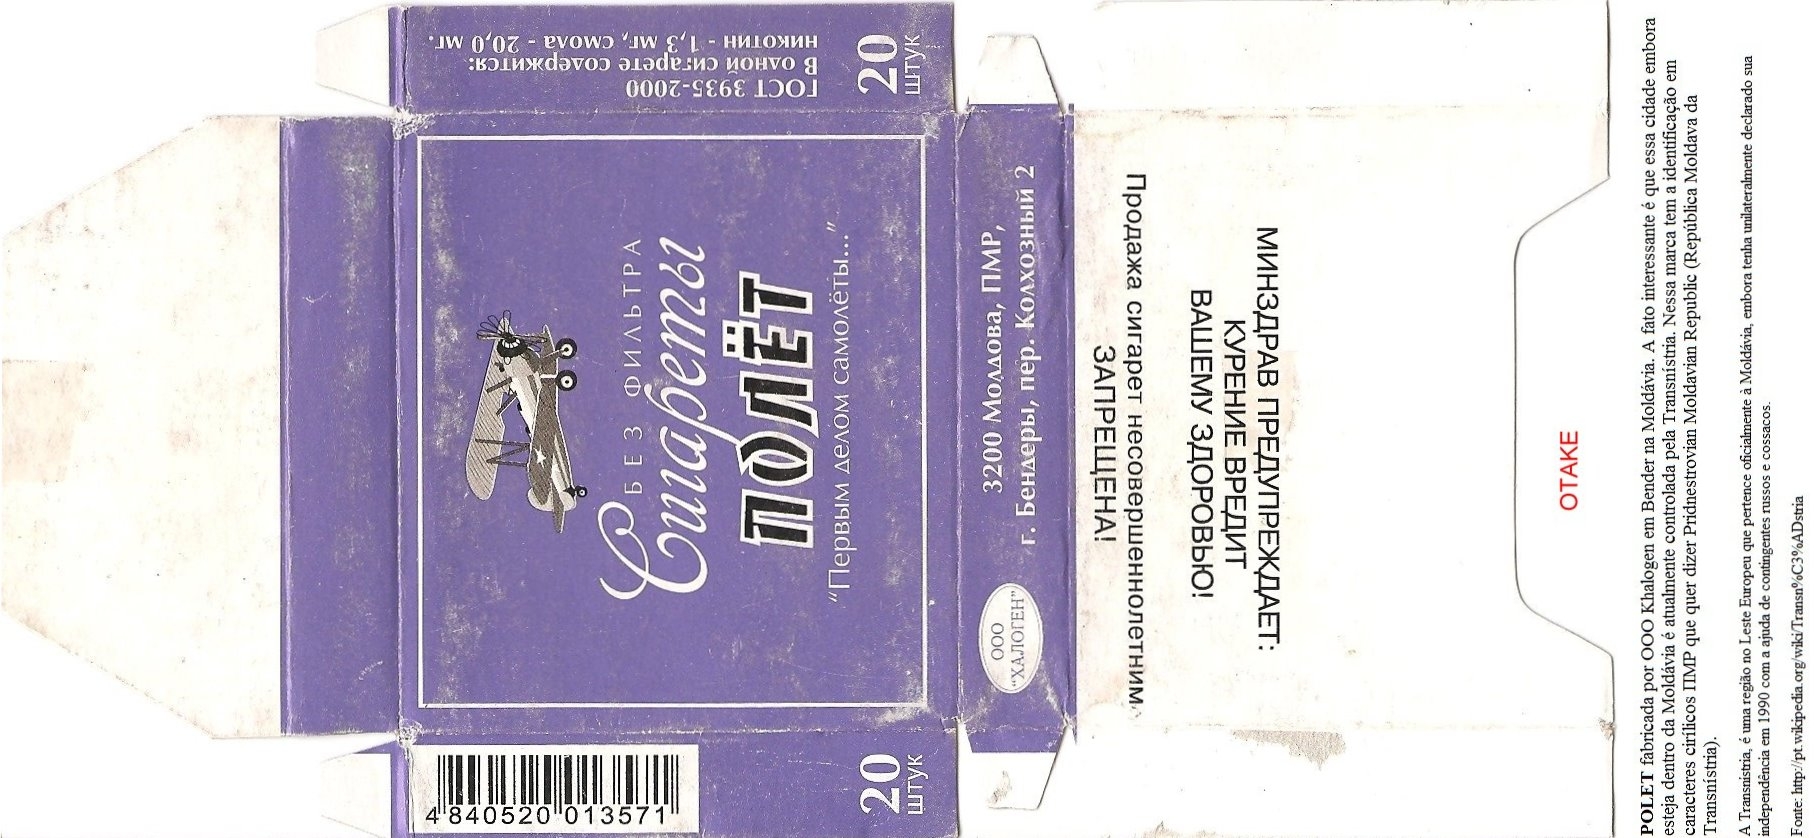 ГОСТ 3935-2000
В одной сигарете содержится:
никотин - 1,3 мг, смола - 20,0 мг.
20
штук
БЕЗ ФИЛЬТРА
Сигареты
ПОЛЁТ
“Первым делом самолёты...”
4 840520 013571
20
штук
3200 Молдова, ПМР,
г. Бендеры, пер. Колхозный 2
ООО
"ХАЛОГЕН"
Продажа сигарет несовершеннолетним
ЗАПРЕЩЕНА!
МИНЗДРАВ ПРЕДУПРЕЖДАЕТ:
КУРЕНИЕ ВРЕДИТ
ВАШЕМУ ЗДОРОВЬЮ!
OTAKE
POLET fabricada por OOO Khalogen em Bender na Moldávia. A fato interessante é que essa cidade embora
esteja dentro da Moldávia é atualmente controlada pela Transnístria. Nessa marca tem a identificação em
caracteres cirílicos ПМР que quer dizer Pridnestrovian Moldavian Republic (República Moldava da
Transnístria).
A Transnístria, é uma região no Leste Europeu que pertence oficialmente à Moldávia, embora tenha unilateralmente declarado sua
independência em 1990 com a ajuda de contingentes russos e cossacos.
Fonte: http://pt.wikipedia.org/wiki/Transn%C3%ADstria